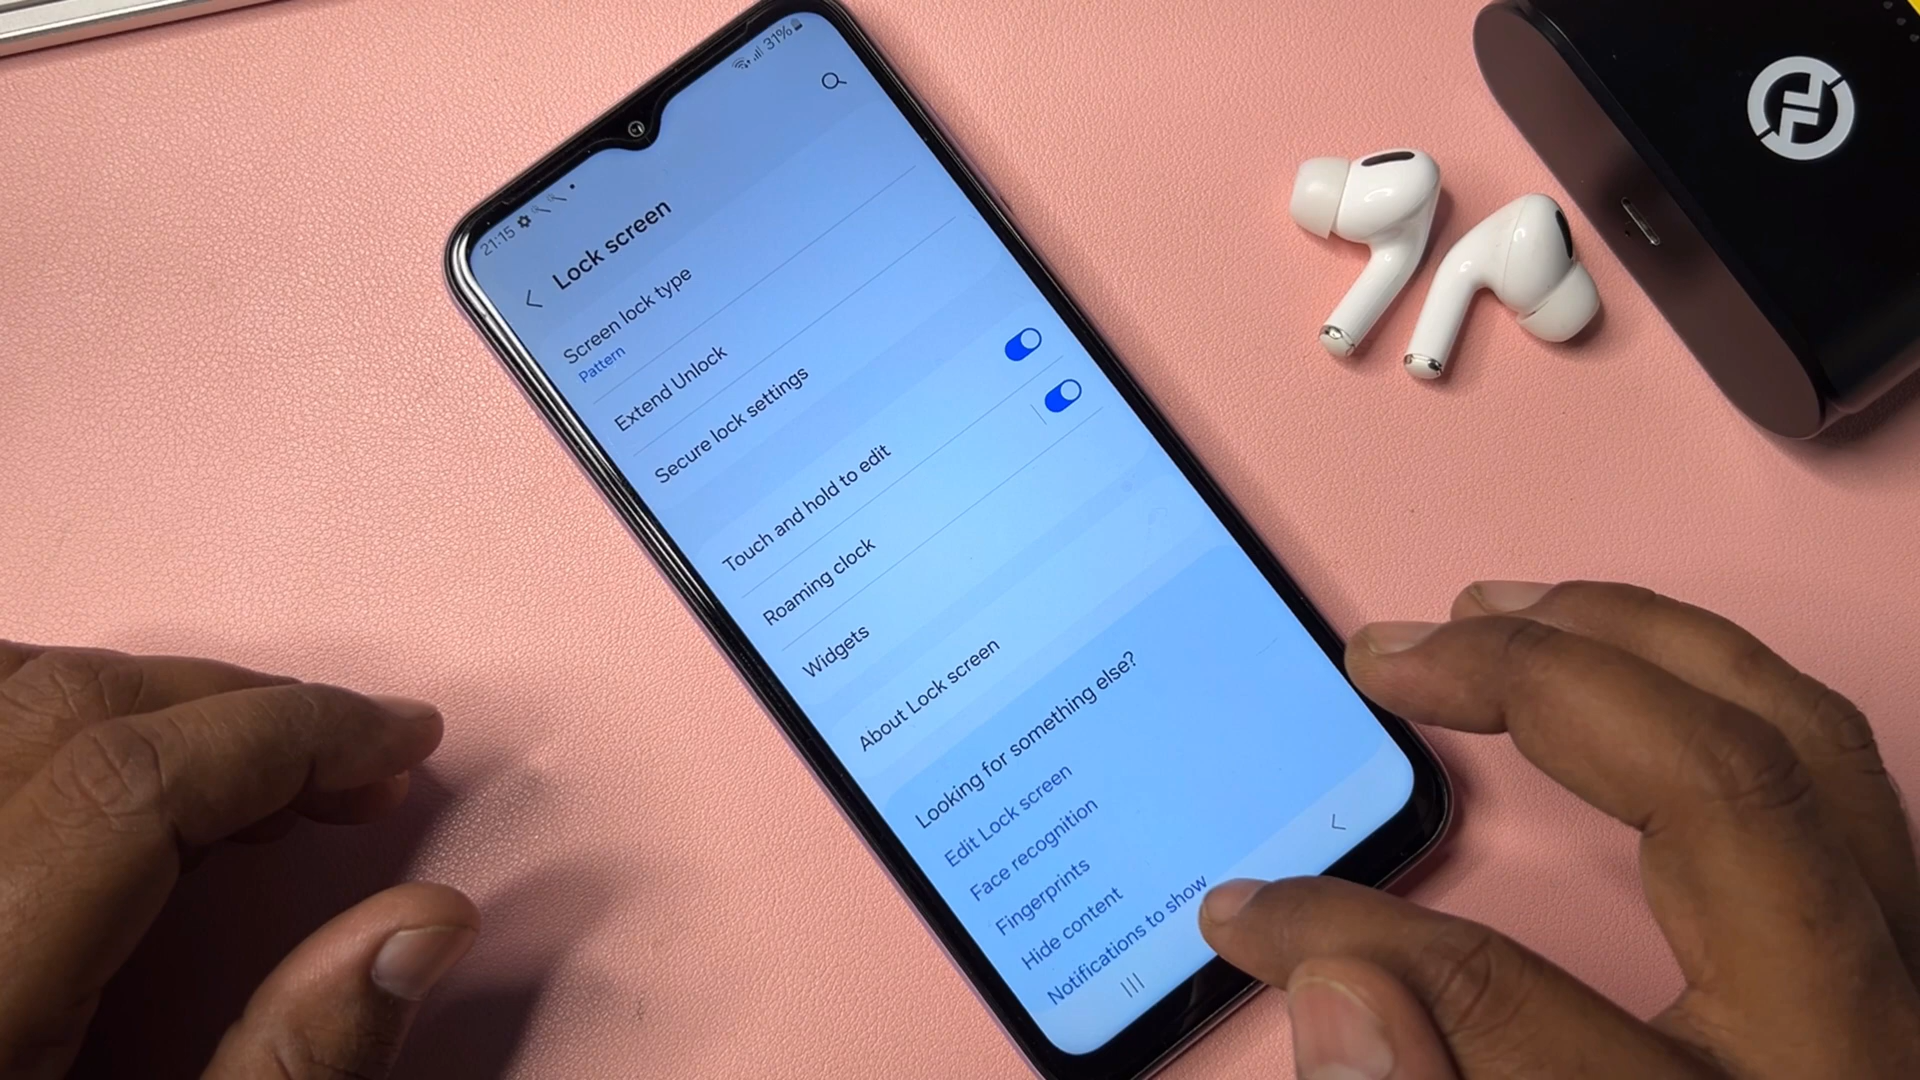 21:15
31%
Lock screen
Screen lock type
Pattern
Extend Unlock
Secure lock settings
Touch and hold to edit
Roaming clock
Widgets
About Lock screen
Looking for something else?
Edit Lock screen
Face recognition
Fingerprints
Hide content
Notifications to show